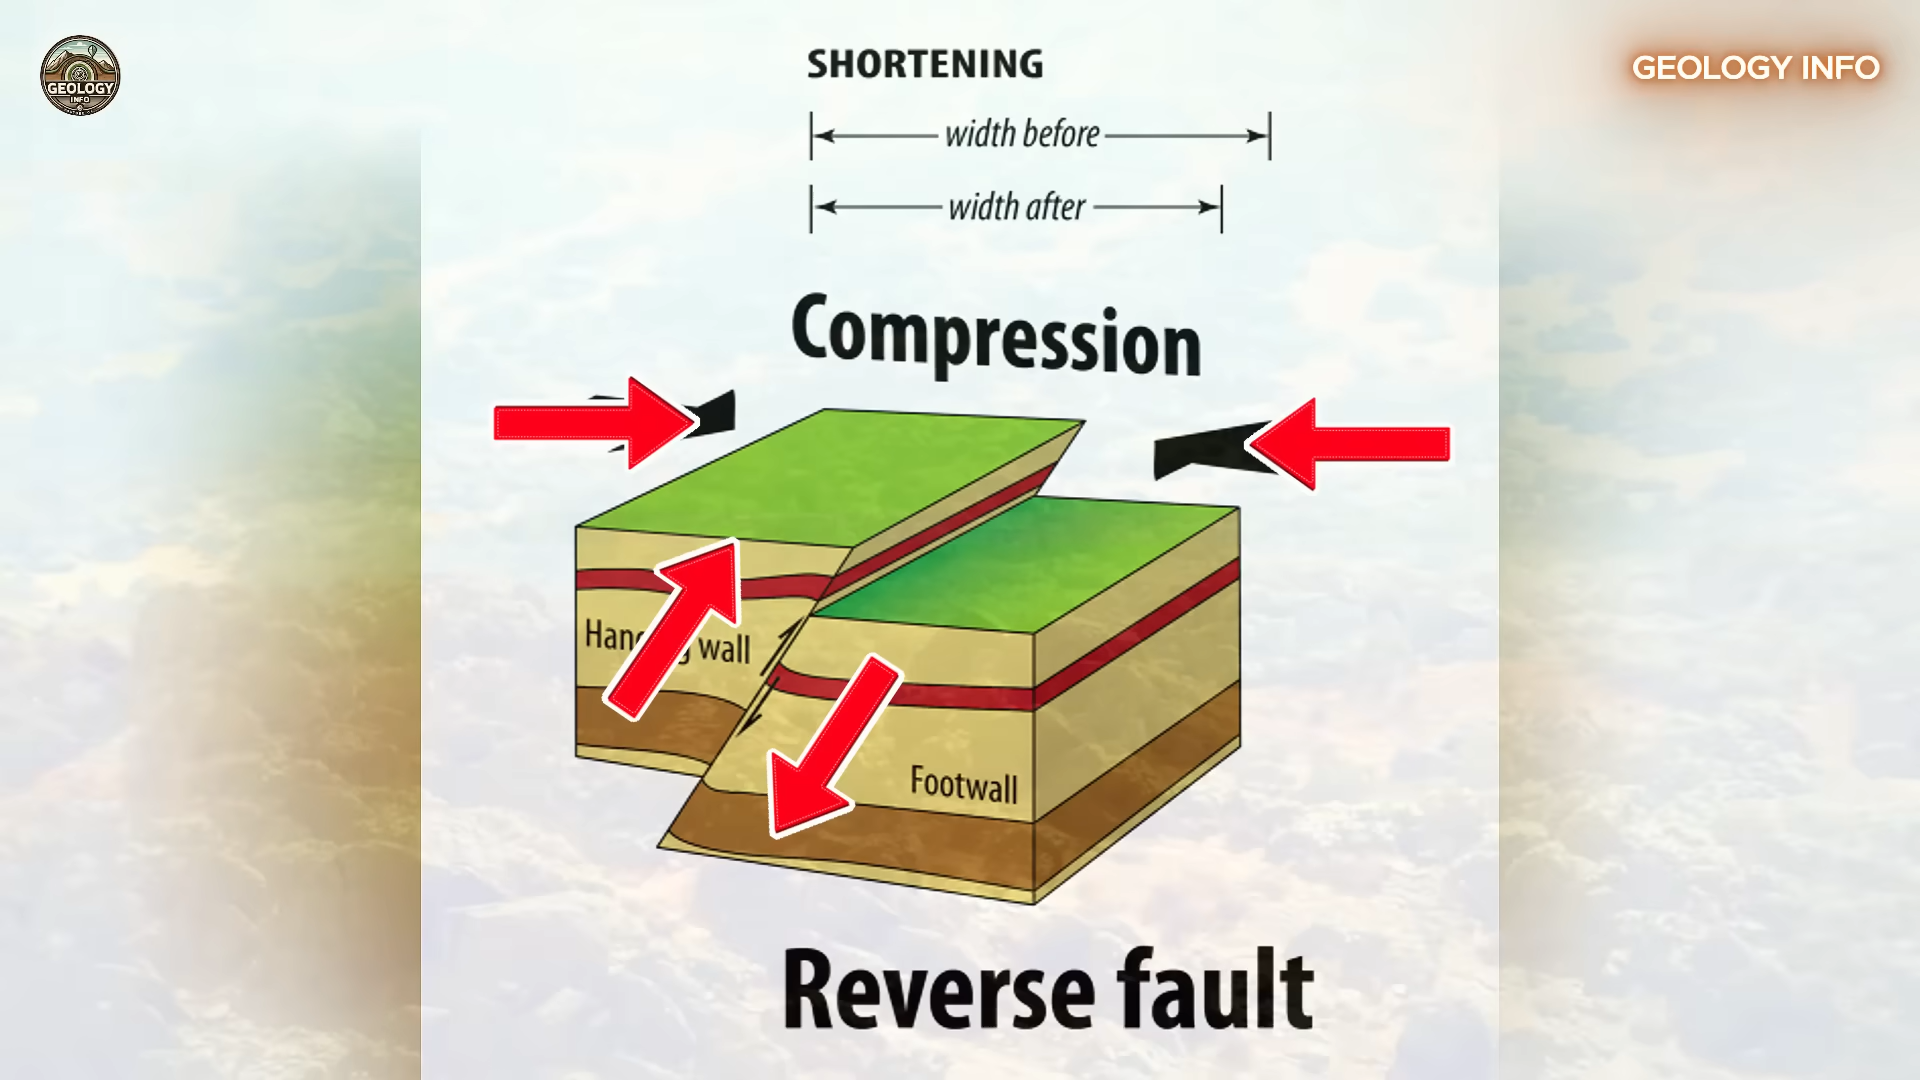 GEOLOGY
INFO
GEOLOGY INFO
SHORTENING
width before
width after
Compression
wall
Footwall
Reverse fault